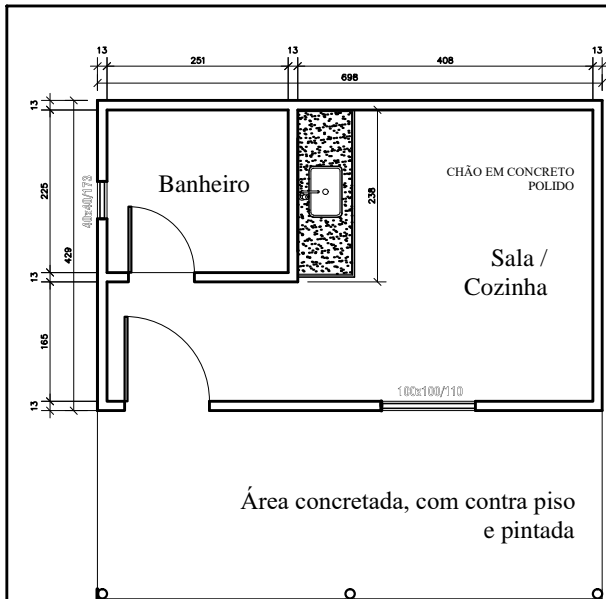 13
251
13
408
13
698
13
225
13
165
13
429
40x40/173
Banheiro
238
CHÃO EM CONCRETO
POLIDO
Sala /
Cozinha
100x100/110
Área concretada, com contra piso
e pintada